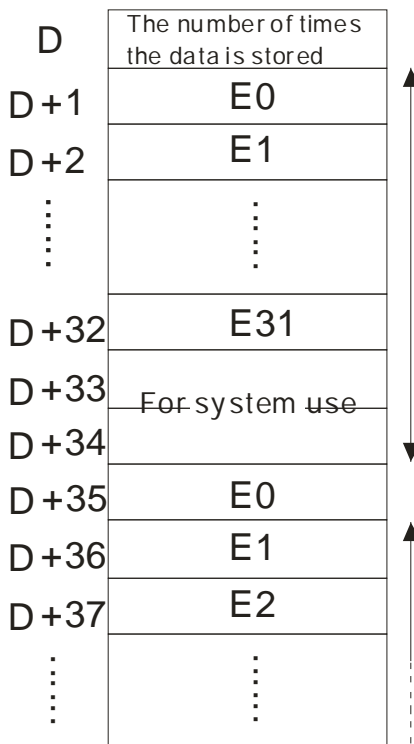 D The number of times
the data is stored
D+1 E0
D+2 E1
D+32 E31
D+33
For system use
D+34
D+35 E0
D+36 E1
D+37 E2